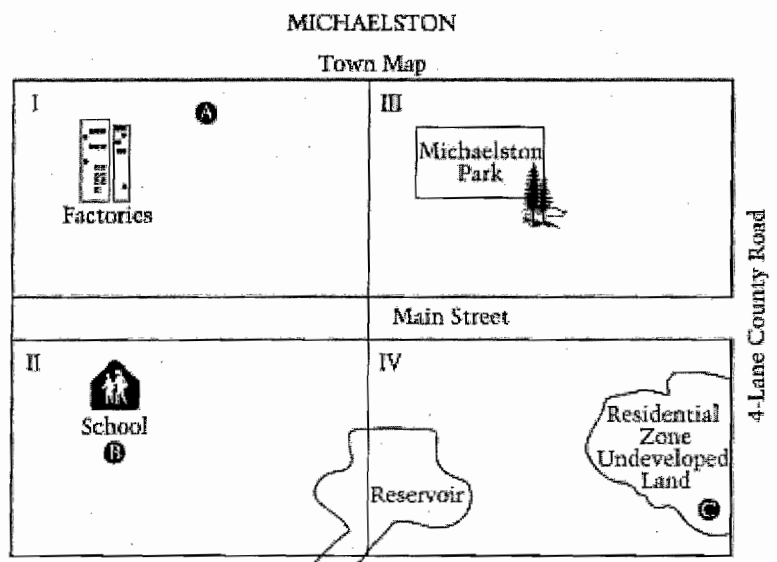 MICHAELSTON
Town Map
I
A
III
Michaelston
Park
Factories
4-Lane County Road
Main Street
II
IV
School
B
Reservoir
Residential
Zone
Undeveloped
Land
C